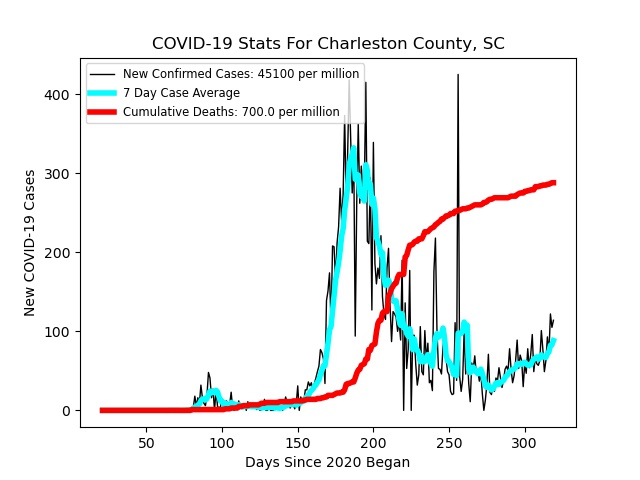 COVID-19 Stats For Charleston County, SC
New Confirmed Cases: 45100 per million
7 Day Case Average
Cumulative Deaths: 700.0 per million
New COVID-19 Cases
400
300
200
100
0
50 100 150 200 250 300
Days Since 2020 Began